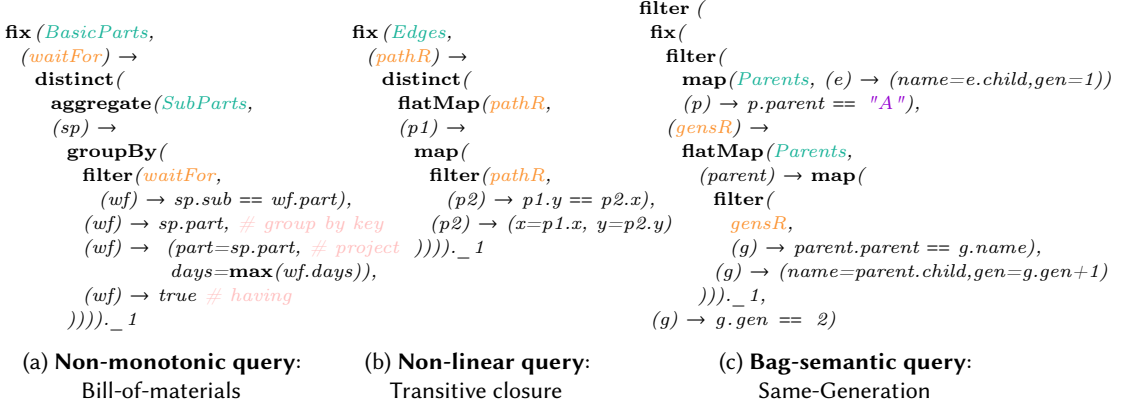 fix(BasicParts,
(waitFor) →
distinct(
aggregate(SubParts,
(sp) →
groupBy(
filter(waitFor,
(wf) → sp.sub == wf.part),
(wf) → sp.part, # group by key
(wf) → (part=sp.part, # project
days=max(wf.days)),
(wf) → true # having
))))._1
(a) Non-monotonic query:
Bill-of-materials
fix(Edges,
(pathR) →
distinct(
flatMap(pathR,
(p1) →
map(
filter(pathR,
(p2) → p1.y == p2.x),
(p2) → (x=p1.x, y=p2.y)
))))._1
(b) Non-linear query:
Transitive closure
filter (
fix(
filter(
map(Parents, (e) → (name=e.child,gen=1))
(p) → p.parent == "A"),
(gensR) →
flatMap(Parents,
(parent) → map(
filter(
gensR,
(g) → parent.parent == g.name),
(g) → (name=parent.child,gen=g.gen+1)
)))._1,
(g) → g.gen == 2)
(c) Bag-semantic query:
Same-Generation